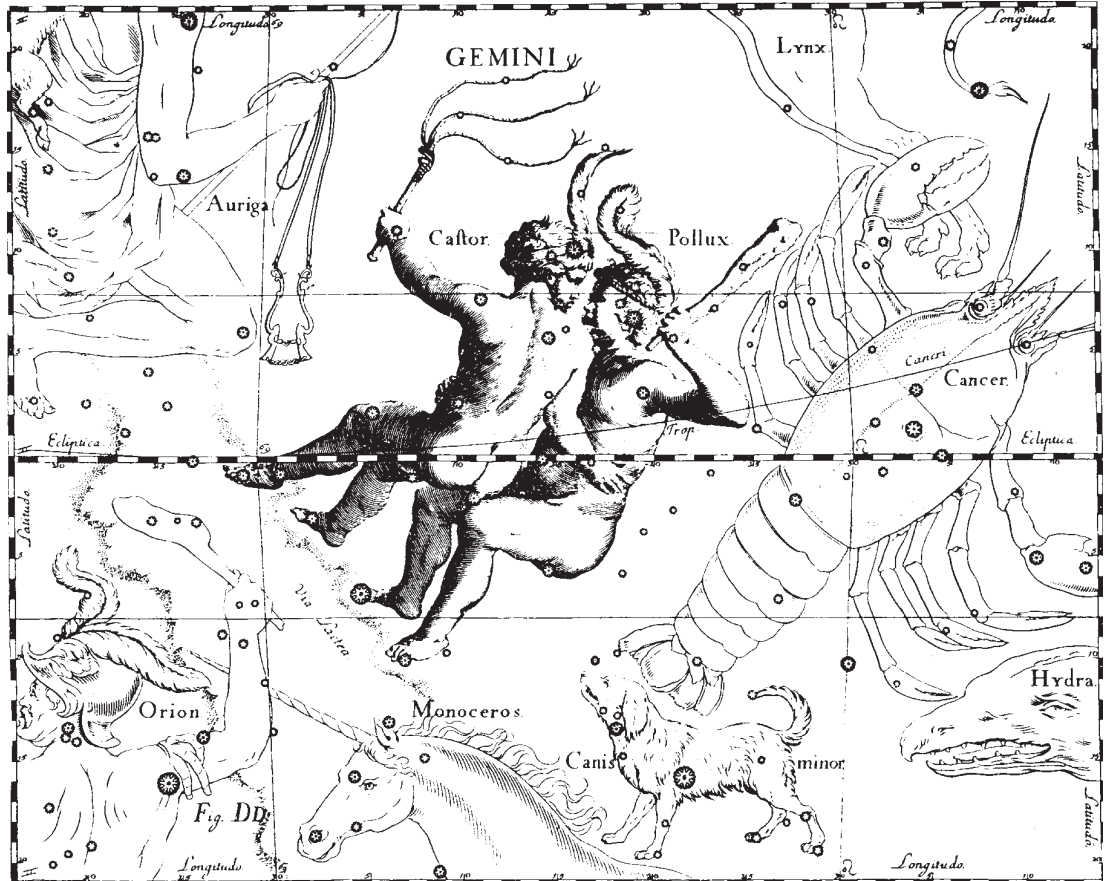 Longitudo.
Longitudo.
GEMINI
Lynx.
Latitudo.
Latitudo.
Auriga.
Caſtor.
Pollux.
Cancri
Cancer.
Trop.
Ecliptica.
Ecliptica.
Latitudo.
Via
Lactea
Orion
Monoceros.
Hydra.
Canis
minor.
Fig. DD.
Latitudo.
Longitudo.
Longitudo.